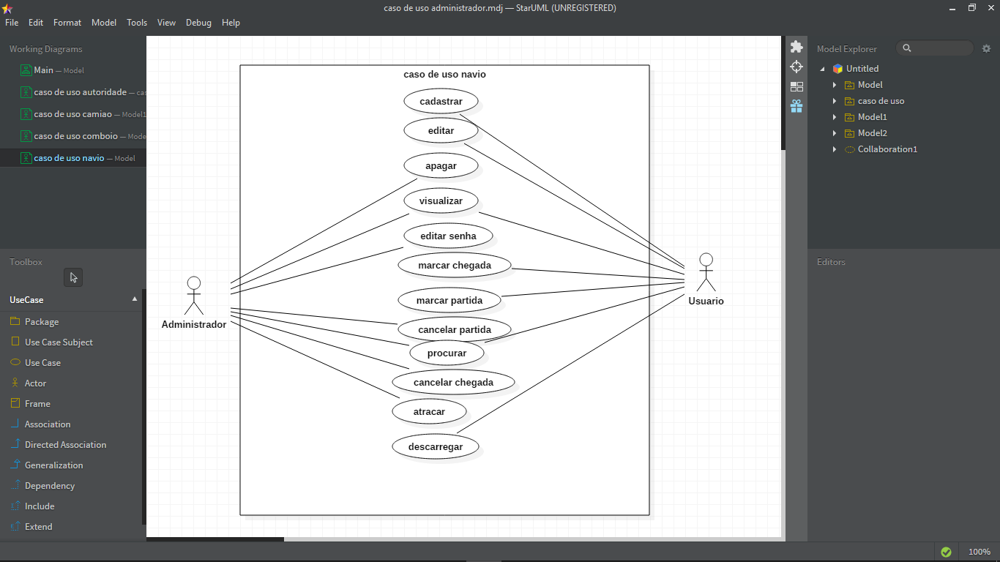 caso de uso administrador.mdj — StarUML (UNREGISTERED)
File Edit Format Model Tools View Debug Help
Working Diagrams
Main — Model
caso de uso autoridade — cas
caso de uso camiao — Model1
caso de uso comboio — Mode
caso de uso navio — Model
Toolbox
UseCase
Package
Use Case Subject
Use Case
Actor
Frame
Association
Directed Association
Generalization
Dependency
Include
Extend
caso de uso navio
cadastrar
editar
apagar
visualizar
editar senha
marcar chegada
marcar partida
cancelar partida
procurar
cancelar chegada
atracar
descarregar
Administrador
Usuario
Model Explorer
Untitled
Model
caso de uso
Model1
Model2
Collaboration1
Editors
100%